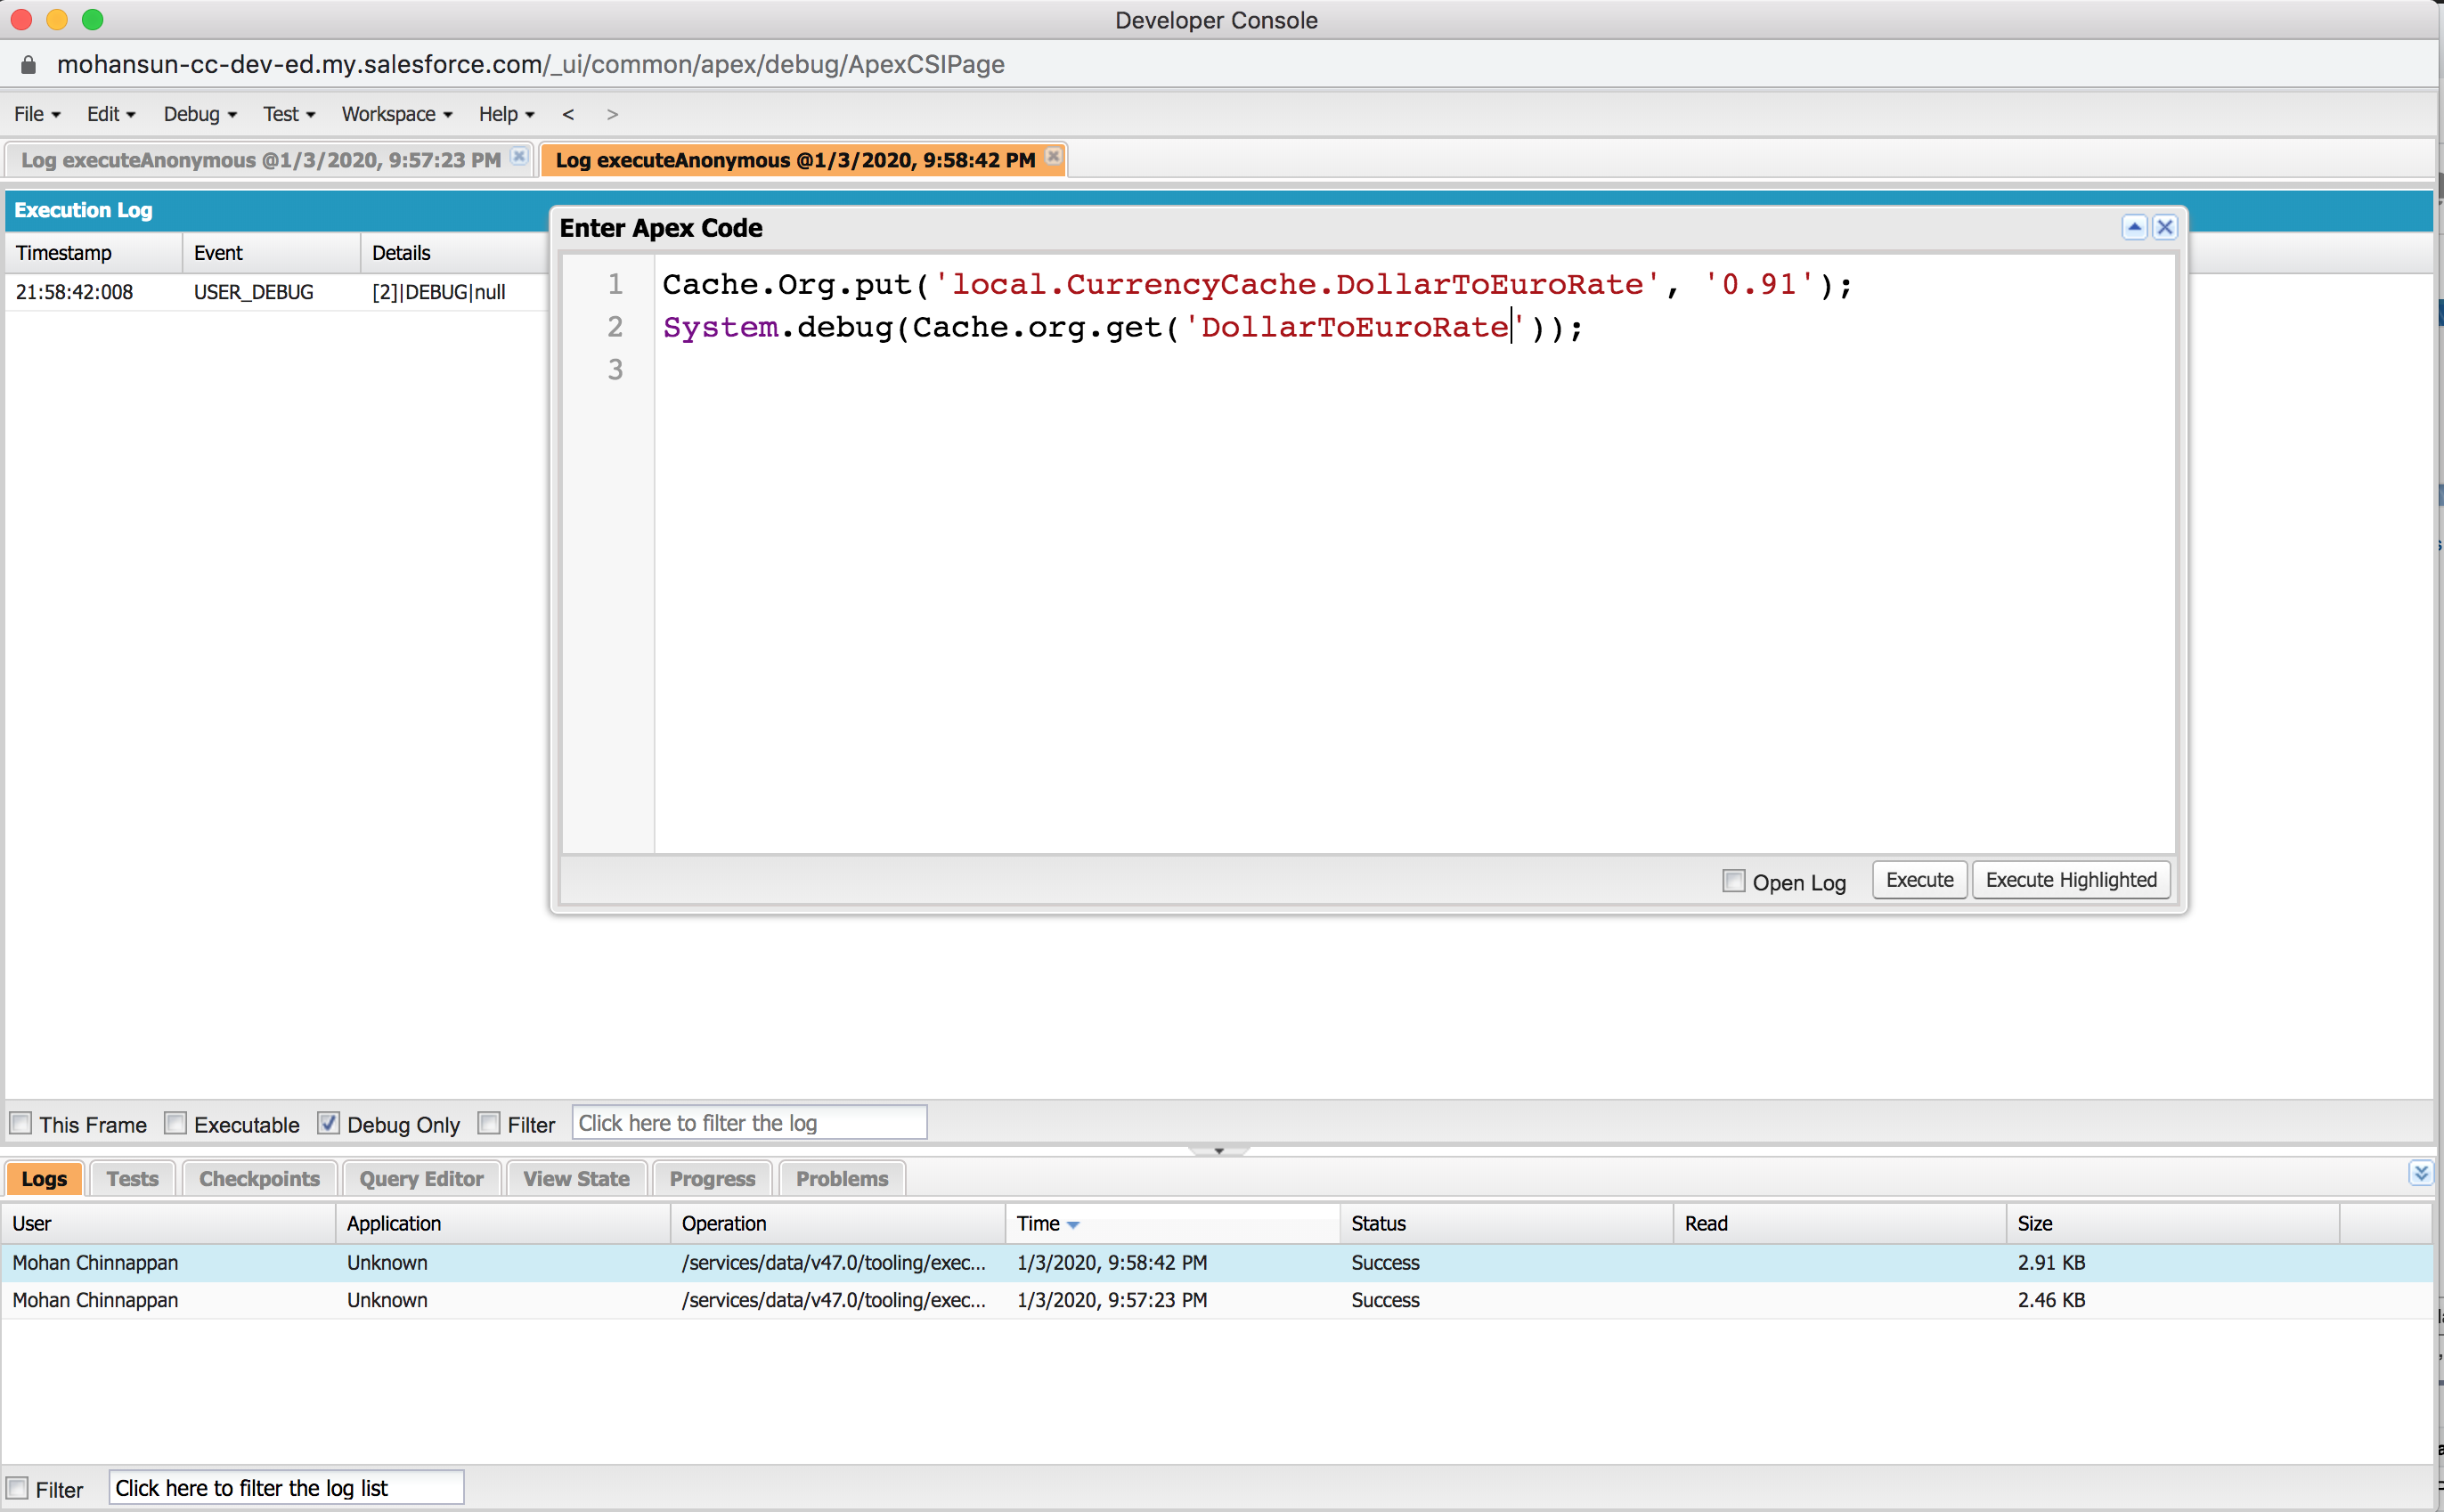 Developer Console
mohansun-cc-dev-ed.my.salesforce.com/_ui/common/apex/debug/ApexCSIPage
File Edit Debug Test Workspace Help < >
Log executeAnonymous @1/3/2020, 9:57:23 PM Log executeAnonymous @1/3/2020, 9:58:42 PM
Execution Log
Timestamp Event Details
21:58:42:008 USER_DEBUG [2]|DEBUG|null
Enter Apex Code
1 Cache.Org.put('local.CurrencyCache.DollarToEuroRate', '0.91');
2 System.debug(Cache.org.get('DollarToEuroRate'));
3
Open Log Execute Execute Highlighted
This Frame Executable Debug Only Filter Click here to filter the log
Logs Tests Checkpoints Query Editor View State Progress Problems
User Application Operation Time Status Read Size
Mohan Chinnappan Unknown /services/data/v47.0/tooling/exec... 1/3/2020, 9:58:42 PM Success 2.91 KB
Mohan Chinnappan Unknown /services/data/v47.0/tooling/exec... 1/3/2020, 9:57:23 PM Success 2.46 KB
Filter Click here to filter the log list